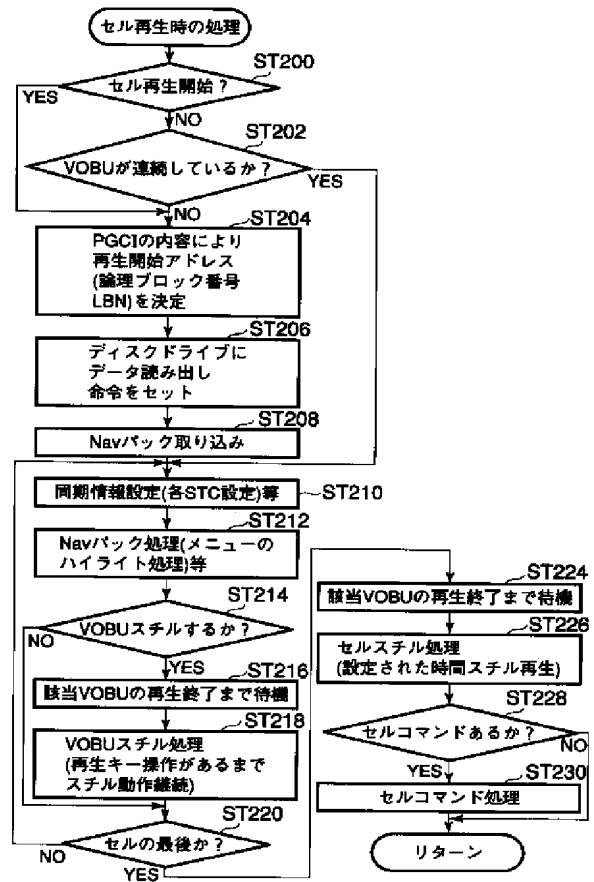 セル再生時の処理
ST200
セル再生開始？
YES
NO
ST202
VOBUが連続しているか？
YES
NO
ST204
PGCIの内容により
再生開始アドレス
(論理ブロック番号
LBN)を決定
ST206
ディスクドライブに
データ読み出し
命令をセット
ST208
Navパック取り込み
同期情報設定(各STC設定)等
ST210
ST212
Navパック処理(メニューの
ハイライト処理)等
ST214
VOBUスチルするか？
NO
YES
ST216
該当VOBUの再生終了まで待機
ST218
VOBUスチル処理
(再生キー操作があるまで
スチル動作継続)
ST220
セルの最後か？
NO
YES
ST224
該当VOBUの再生終了まで待機
ST226
セルスチル処理
(設定された時間スチル再生)
ST228
セルコマンドあるか？
NO
YES
ST230
セルコマンド処理
リターン